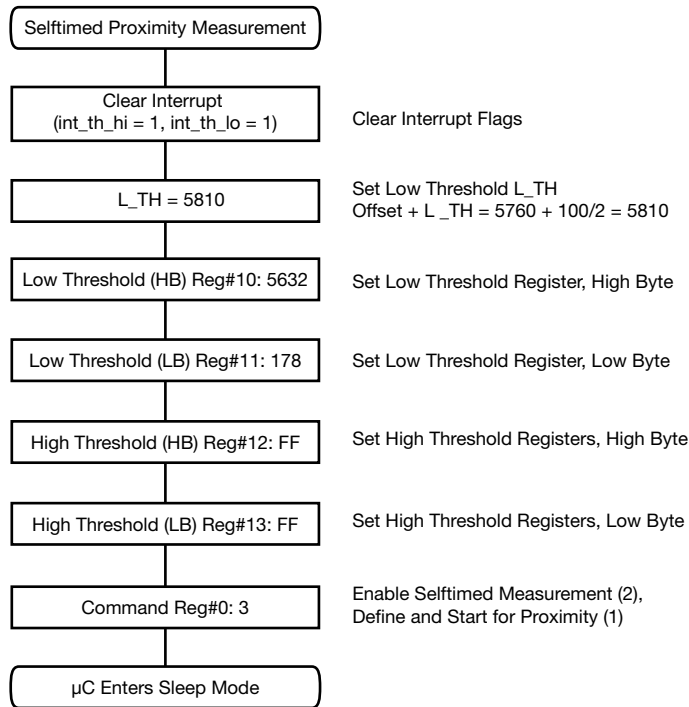 Selftimed Proximity Measurement
Clear Interrupt
(int_th_hi = 1, int_th_lo = 1)
Clear Interrupt Flags
L_TH = 5810
Set Low Threshold L_TH
Offset + L _TH = 5760 + 100/2 = 5810
Low Threshold (HB) Reg#10: 5632
Set Low Threshold Register, High Byte
Low Threshold (LB) Reg#11: 178
Set Low Threshold Register, Low Byte
High Threshold (HB) Reg#12: FF
Set High Threshold Registers, High Byte
High Threshold (LB) Reg#13: FF
Set High Threshold Registers, Low Byte
Command Reg#0: 3
Enable Selftimed Measurement (2),
Define and Start for Proximity (1)
µC Enters Sleep Mode